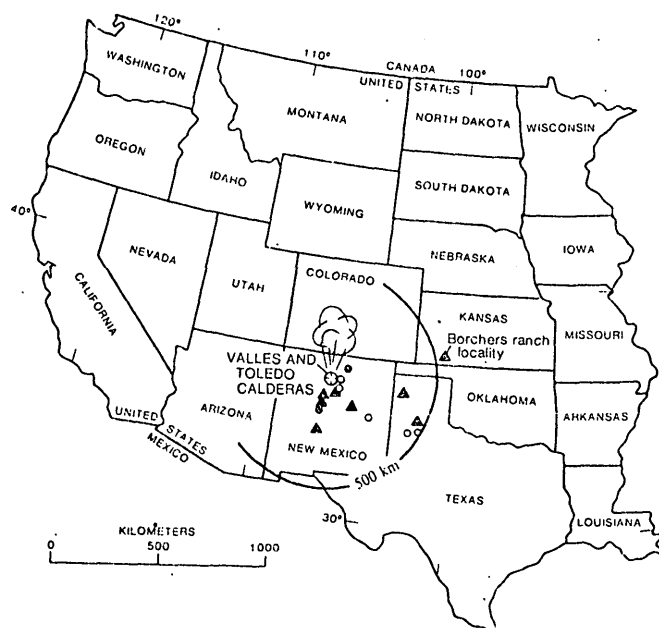 120°
110°
CANADA
100°
UNITED STATES
WASHINGTON
MONTANA
NORTH DAKOTA
WISCONSIN
OREGON
IDAHO
SOUTH DAKOTA
WYOMING
40°
NEVADA
NEBRASKA
IOWA
UTAH
COLORADO
CALIFORNIA
KANSAS
Borchers ranch
locality
MISSOURI
VALLES AND
TOLEDO
CALDERAS
OKLAHOMA
ARKANSAS
ARIZONA
UNITED STATES
MEXICO
NEW MEXICO
500 km
TEXAS
LOUISIANA
30°
KILOMETERS
0 500 1000